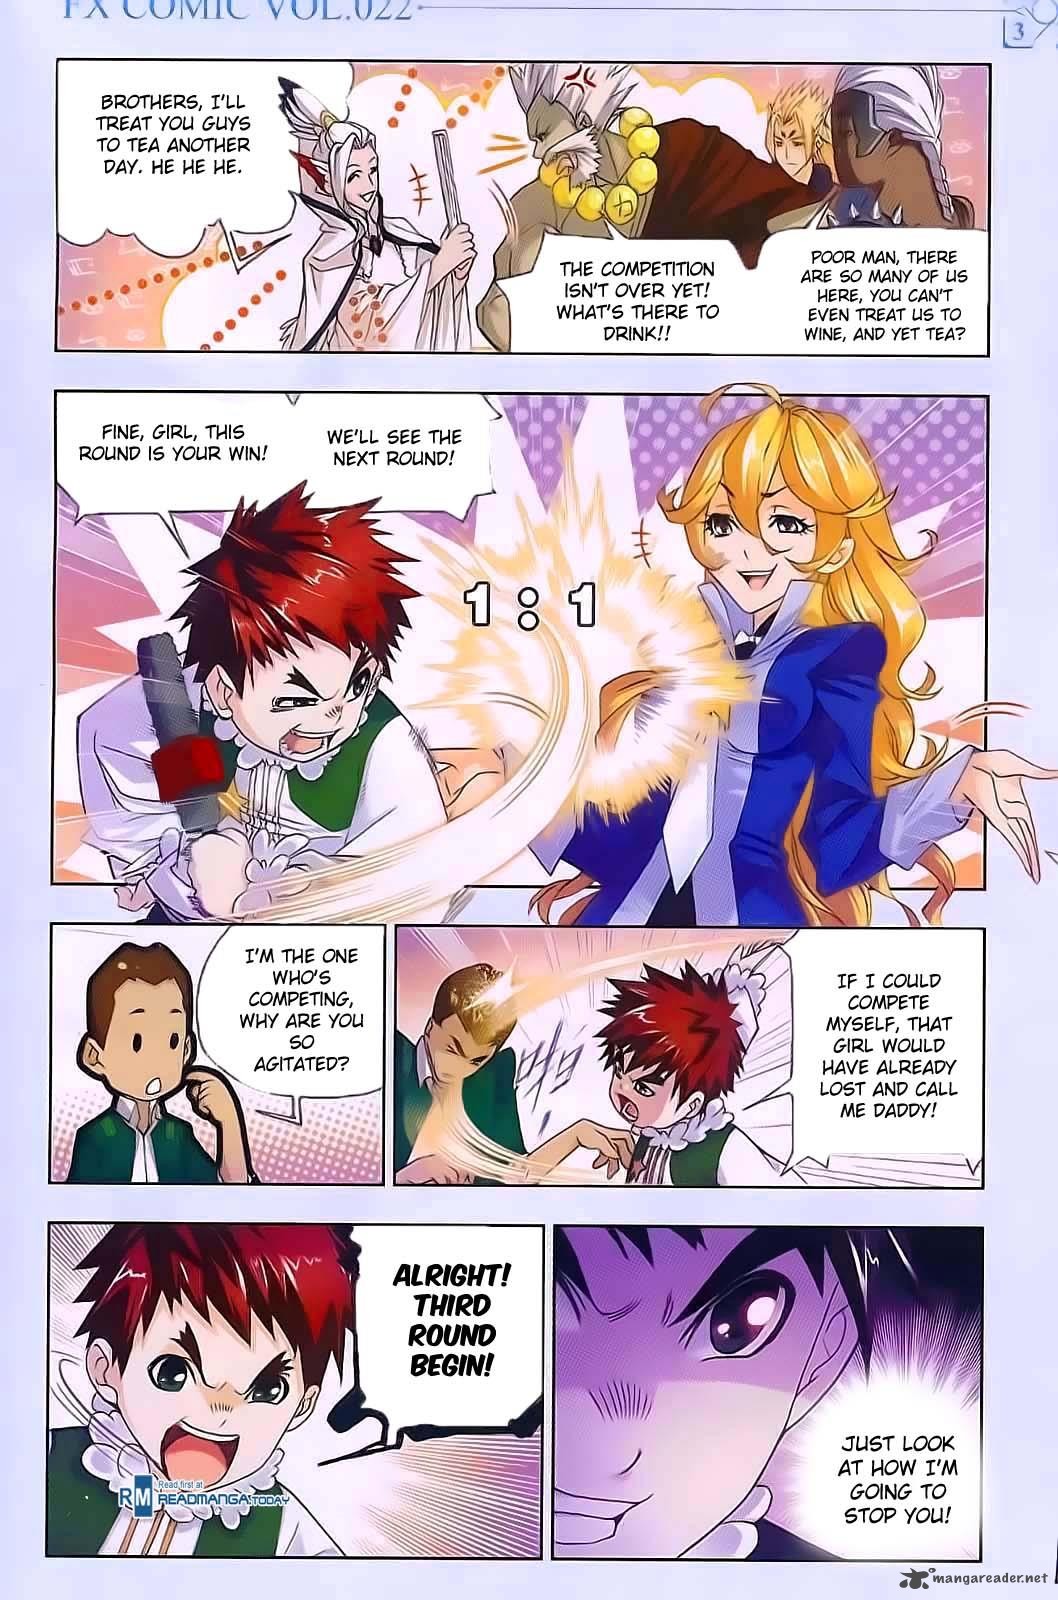 FX COMIC VOL.022
3
BROTHERS, I'LL
TREAT YOU GUYS
TO TEA ANOTHER
DAY. HE HE HE.
THE COMPETITION
ISN'T OVER YET!
WHAT'S THERE TO
DRINK!!
POOR MAN, THERE
ARE SO MANY OF US
HERE, YOU CAN'T
EVEN TREAT US TO
WINE, AND YET TEA?
FINE, GIRL, THIS
ROUND IS YOUR WIN!
WE'LL SEE THE
NEXT ROUND!
1:1
I'M THE ONE
WHO'S
COMPETING,
WHY ARE YOU
SO
AGITATED?
IF I COULD
COMPETE
MYSELF, THAT
GIRL WOULD
HAVE ALREADY
LOST AND CALL
ME DADDY!
ALRIGHT!
THIRD
ROUND
BEGIN!
JUST LOOK
AT HOW I'M
GOING TO
STOP YOU!
RM Read first at
READMANGA.TODAY
mangareader.net